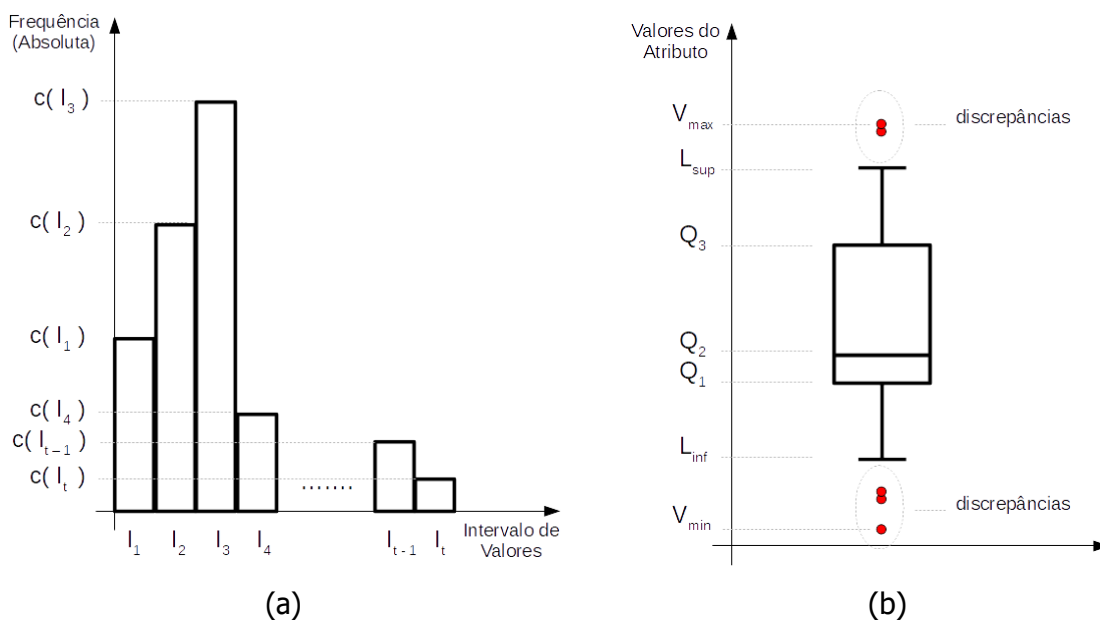 Frequência
(Absoluta)
c( I3 )
c( I2 )
c( I1 )
c( I4 )
c( It-1 )
c( It )
.......
I1 I2 I3 I4 It-1 It
Intervalo de
Valores
(a)
Valores do
Atributo
Vmax
discrepâncias
Lsup
Q3
Q2
Q1
Linf
discrepâncias
Vmin
(b)